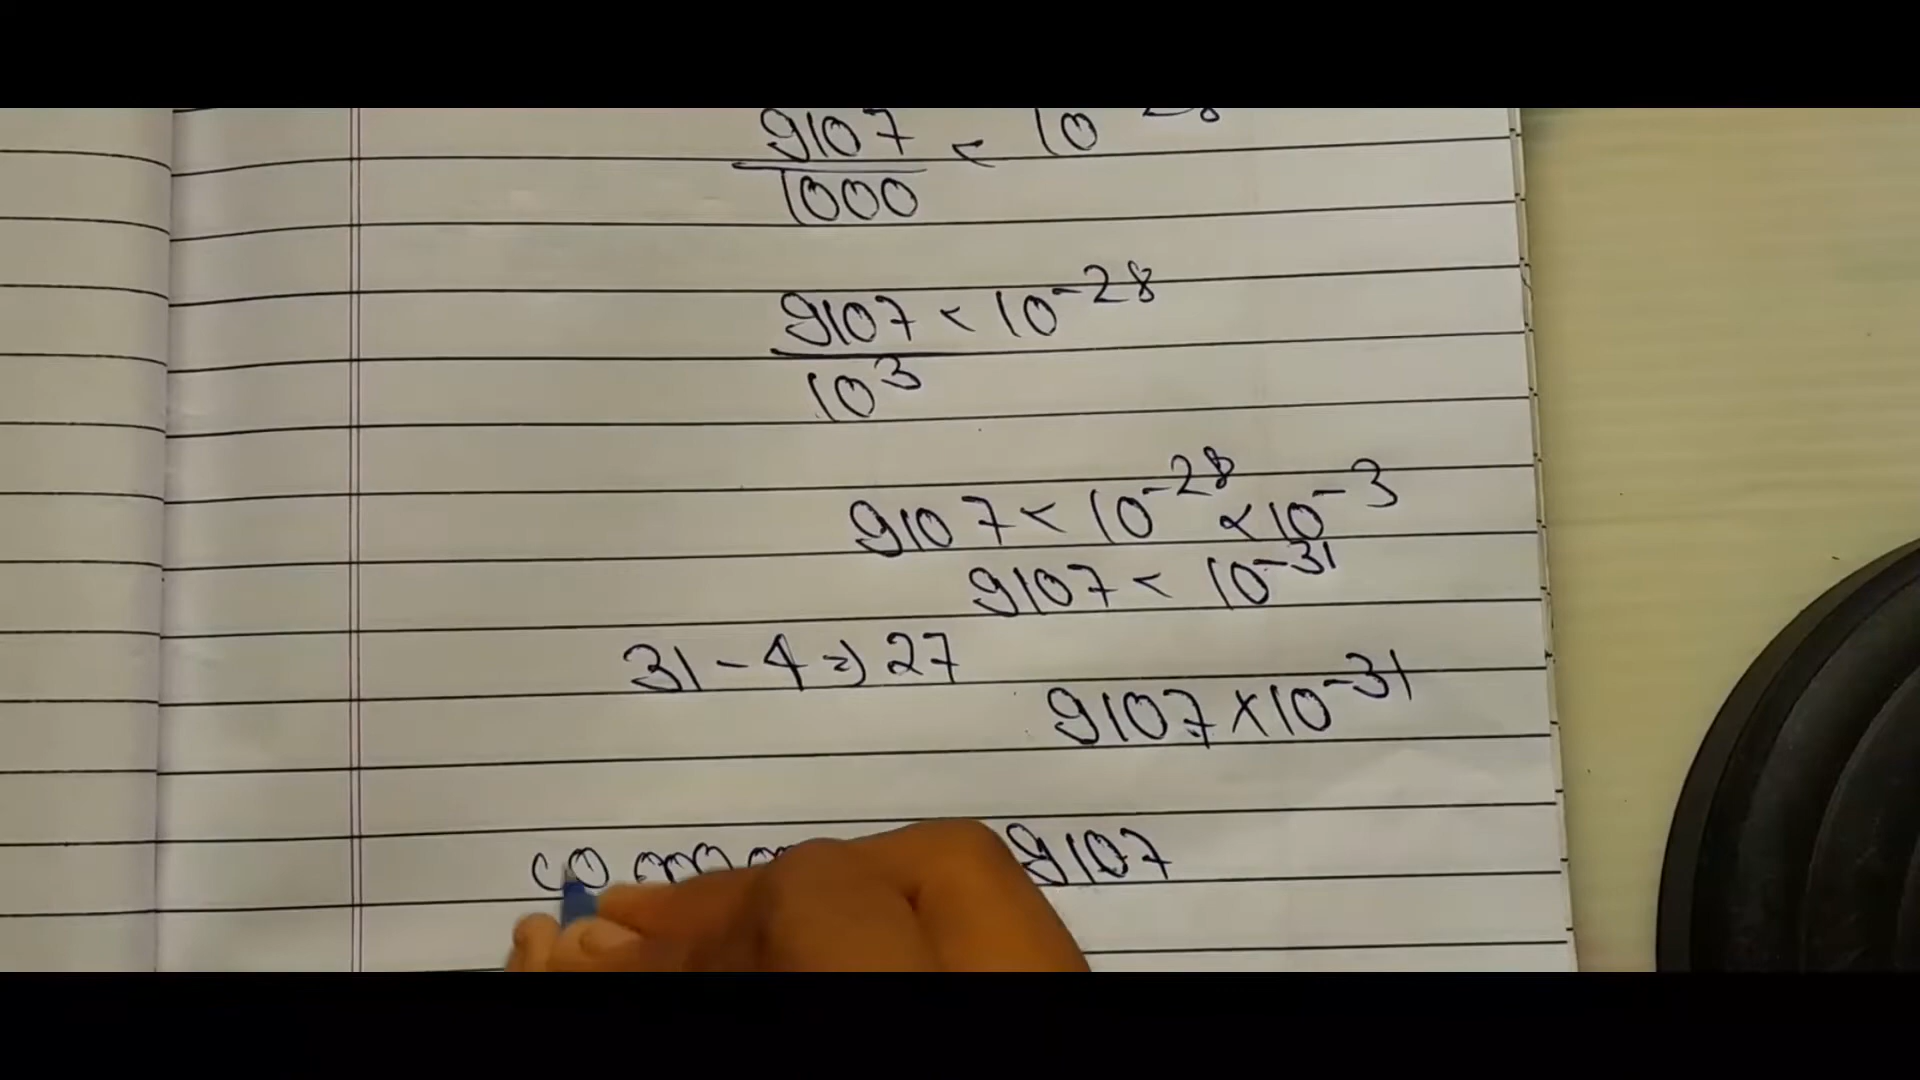 9107 < 10
1000
9107 < 10-28
103
9107 < 10-28 × 10-3
9107 < 10-31
31-4 => 27
9107×10-31
9107